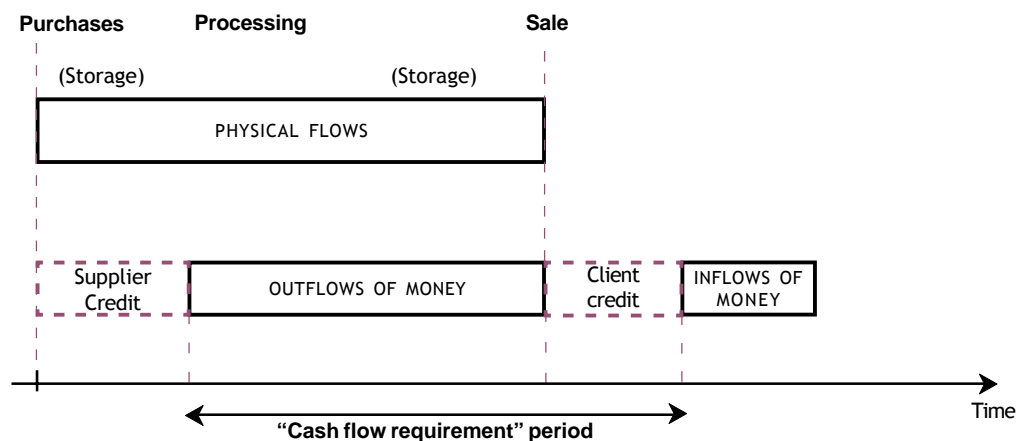 Purchases Processing Sale
(Storage) (Storage)
PHYSICAL FLOWS
Supplier
Credit
OUTFLOWS OF MONEY
Client
credit
INFLOWS OF
MONEY
Time
“Cash flow requirement” period